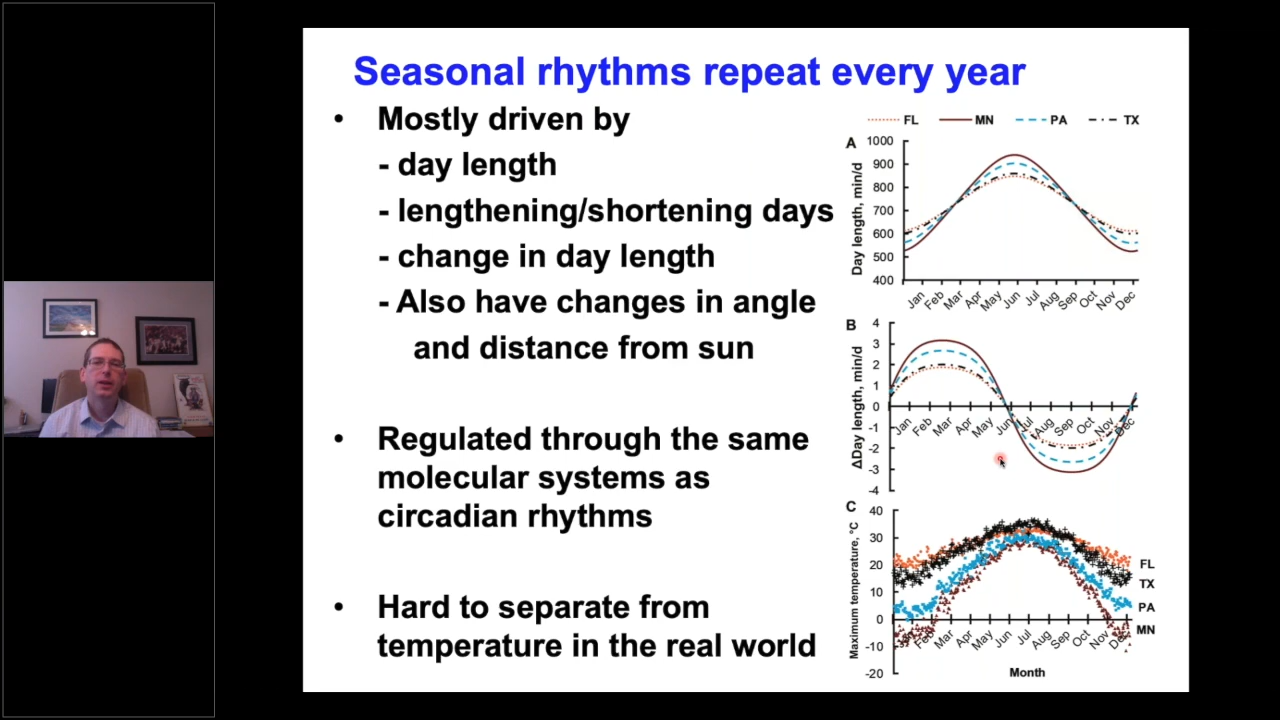 Seasonal rhythms repeat every year
• Mostly driven by
- day length
- lengthening/shortening days
- change in day length
- Also have changes in angle
and distance from sun
• Regulated through the same
molecular systems as
circadian rhythms
• Hard to separate from
temperature in the real world
FL MN PA TX
A
Day length, min/d
1000
900
800
700
600
500
400
Jan Feb Mar Apr May Jun Jul Aug Sep Oct Nov Dec
B
ΔDay length, min/d
4
3
2
1
0
-1
-2
-3
-4
Jan Feb Mar Apr May Jun Jul Aug Sep Oct Nov Dec
C
Maximum temperature, °C
40
30
20
10
0
-10
-20
Feb Mar Apr May Jun Jul Aug Sep Oct Nov Dec
FL
TX
PA
MN
Month